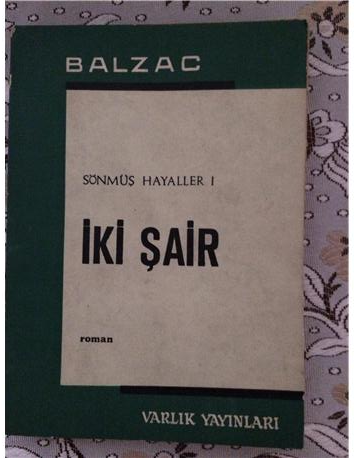 BALZAC
SÖNMÜŞ HAYALLER I
İKİ ŞAİR
roman
VARLIK YAYINLARI